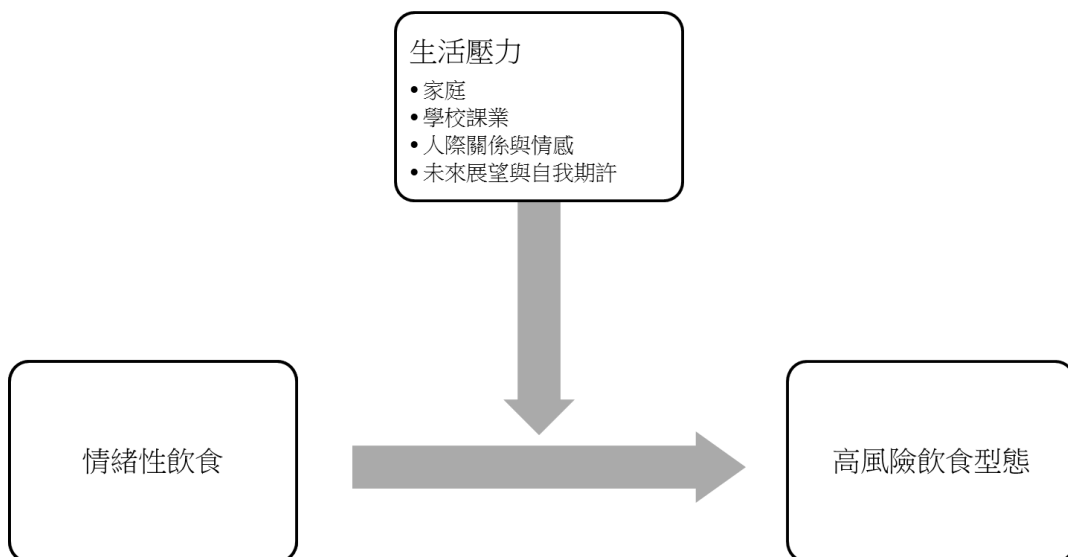 生活壓力
•家庭
•學校課業
•人際關係與情感
•未來展望與自我期許
情緒性飲食
高風險飲食型態